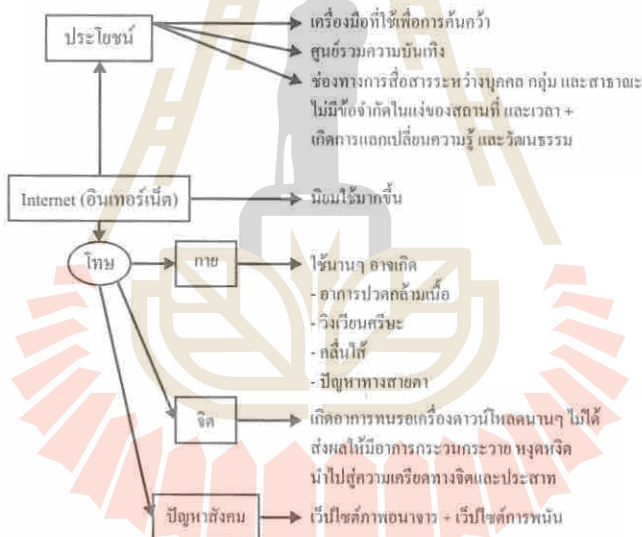 ประโยชน์
เครื่องมือที่ใช้เพื่อการค้นคว้า
ศูนย์รวมความบันเทิง
ช่องทางการสื่อสารระหว่างบุคคล กลุ่ม และสาธาณะ
ไม่มีข้อจำกัดในแง่ของสถานที่ และเวลา +
เกิดการแลกเปลี่ยนความรู้ และวัฒนธรรม
Internet (อินเทอร์เน็ต)
นิยมใช้มากขึ้น
โทษ
กาย
ใช้นานๆ อาจเกิด
- อาการปวดกล้ามเนื้อ
- วิงเวียนศรีษะ
- คลื่นไส้
- ปัญหาทางสายตา
จิต
เกิดอาการทนรอเครื่องดาวน์โหลดนานๆ ไม่ได้
ส่งผลให้มีอาการกระวนกระวาย หงุดหงิด
นำไปสู่ความเครียดทางจิตและประสาท
ปัญหาสังคม
เว็ปไซต์ภาพอนาจาร + เว็ปไซต์การพนัน